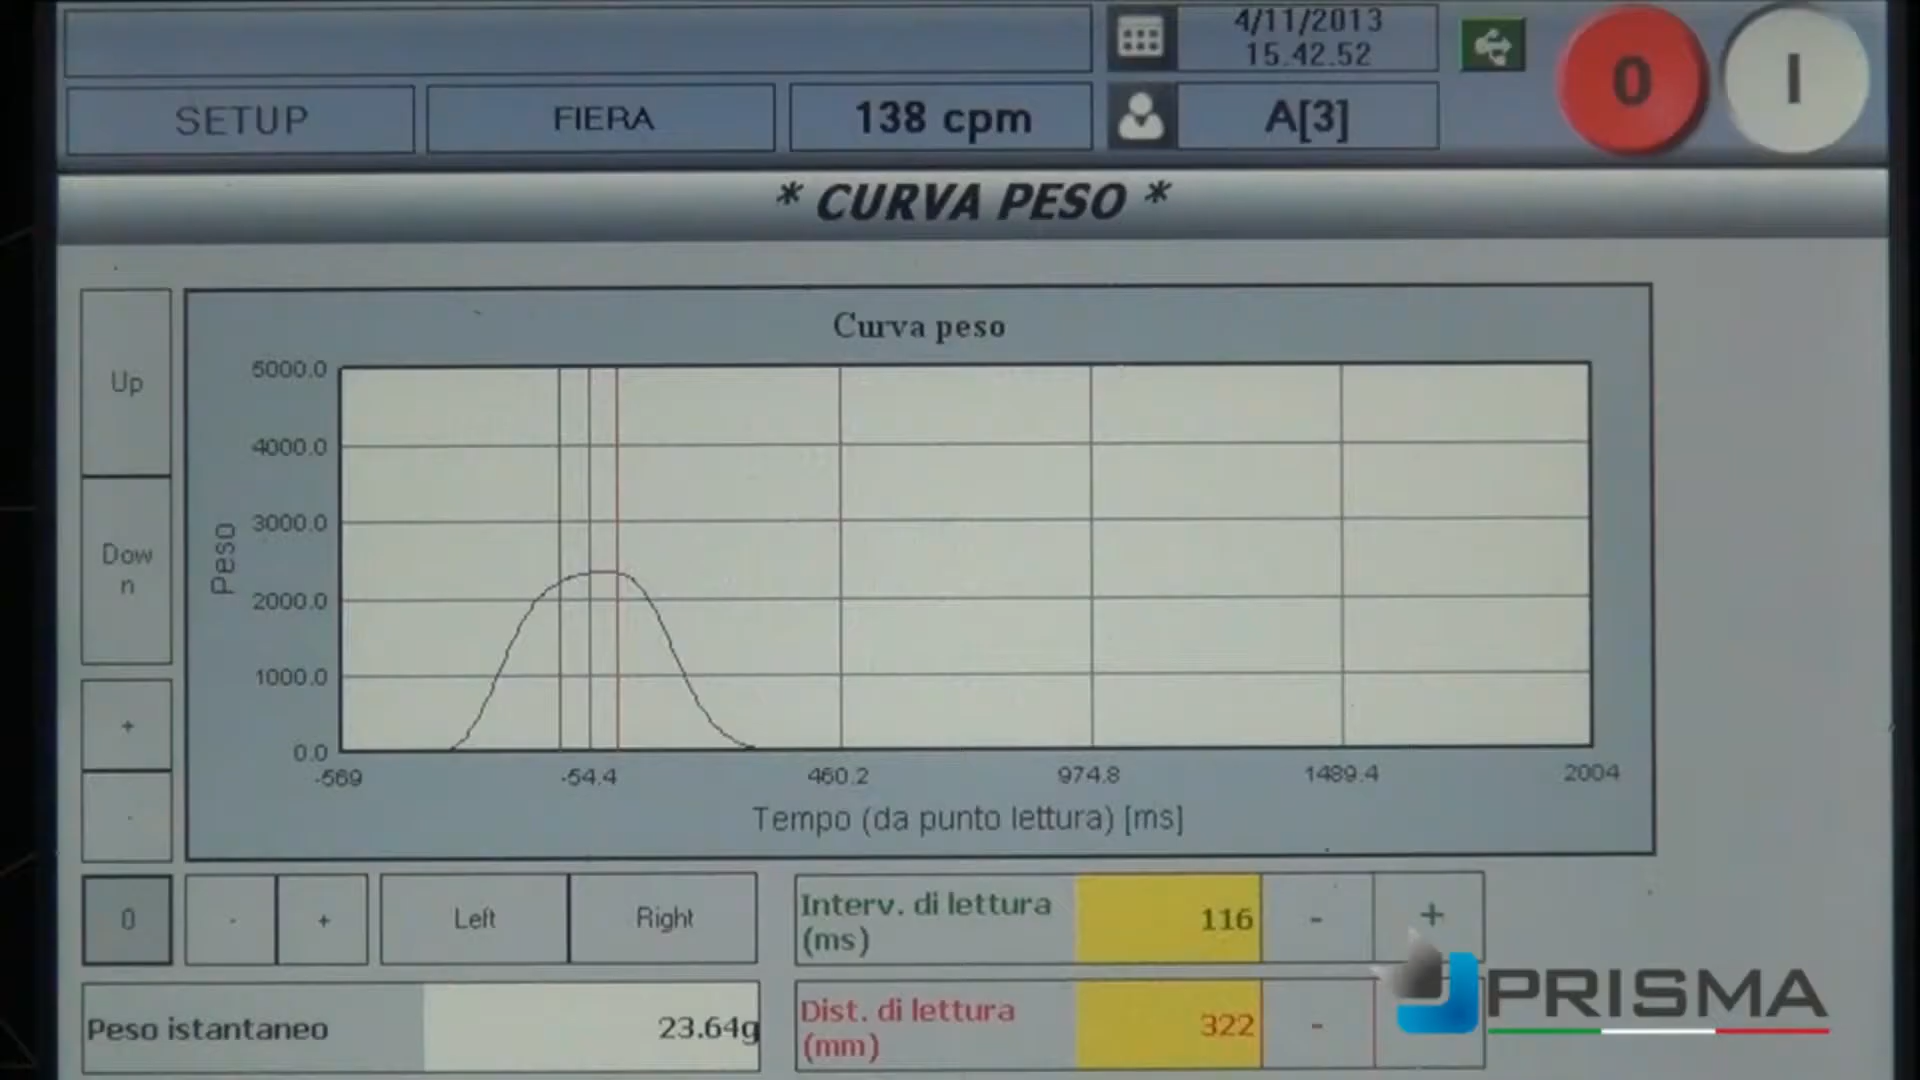 4/11/2013
15.42.52
0
I
SETUP
FIERA
138 cpm
A[3]
* CURVA PESO *
Up
Dow
n
+
-
Curva peso
Peso
5000.0
4000.0
3000.0
2000.0
1000.0
0.0
-569
-54.4
460.2
974.8
1489.4
2004
Tempo (da punto lettura) [ms]
0
-
+
Left
Right
Interv. di lettura
(ms)
116
-
+
Peso istantaneo
23.64g
Dist. di lettura
(mm)
322
-
PRISMA